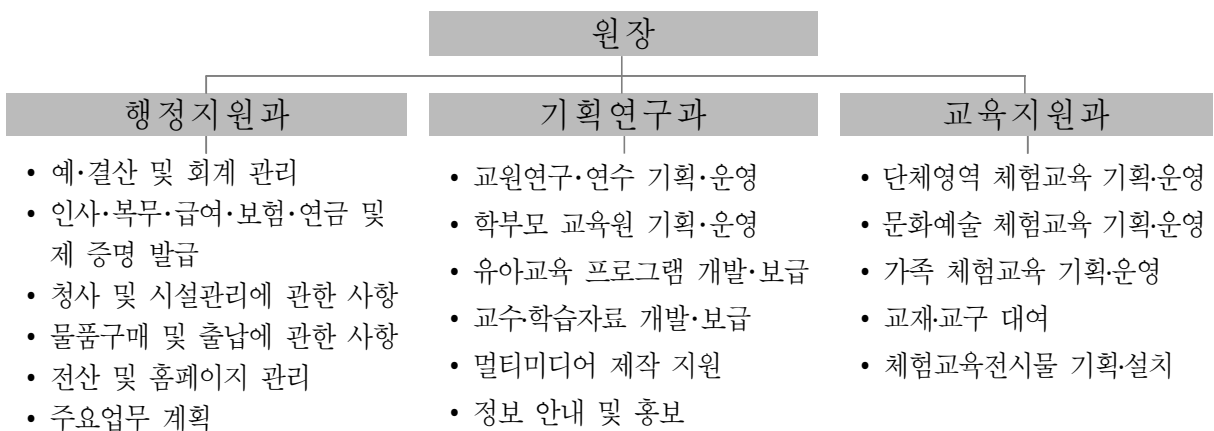 원장
행정지원과
• 예·결산 및 회계 관리
• 인사·복무·급여·보험·연금 및
제 증명 발급
• 청사 및 시설관리에 관한 사항
• 물품구매 및 출납에 관한 사항
• 전산 및 홈페이지 관리
• 주요업무 계획
기획연구과
• 교원연구·연수 기획·운영
• 학부모 교육원 기획·운영
• 유아교육 프로그램 개발·보급
• 교수·학습자료 개발·보급
• 멀티미디어 제작 지원
• 정보 안내 및 홍보
교육지원과
• 단체영역 체험교육 기획·운영
• 문화예술 체험교육 기획·운영
• 가족 체험교육 기획·운영
• 교재·교구 대여
• 체험교육전시물 기획·설치